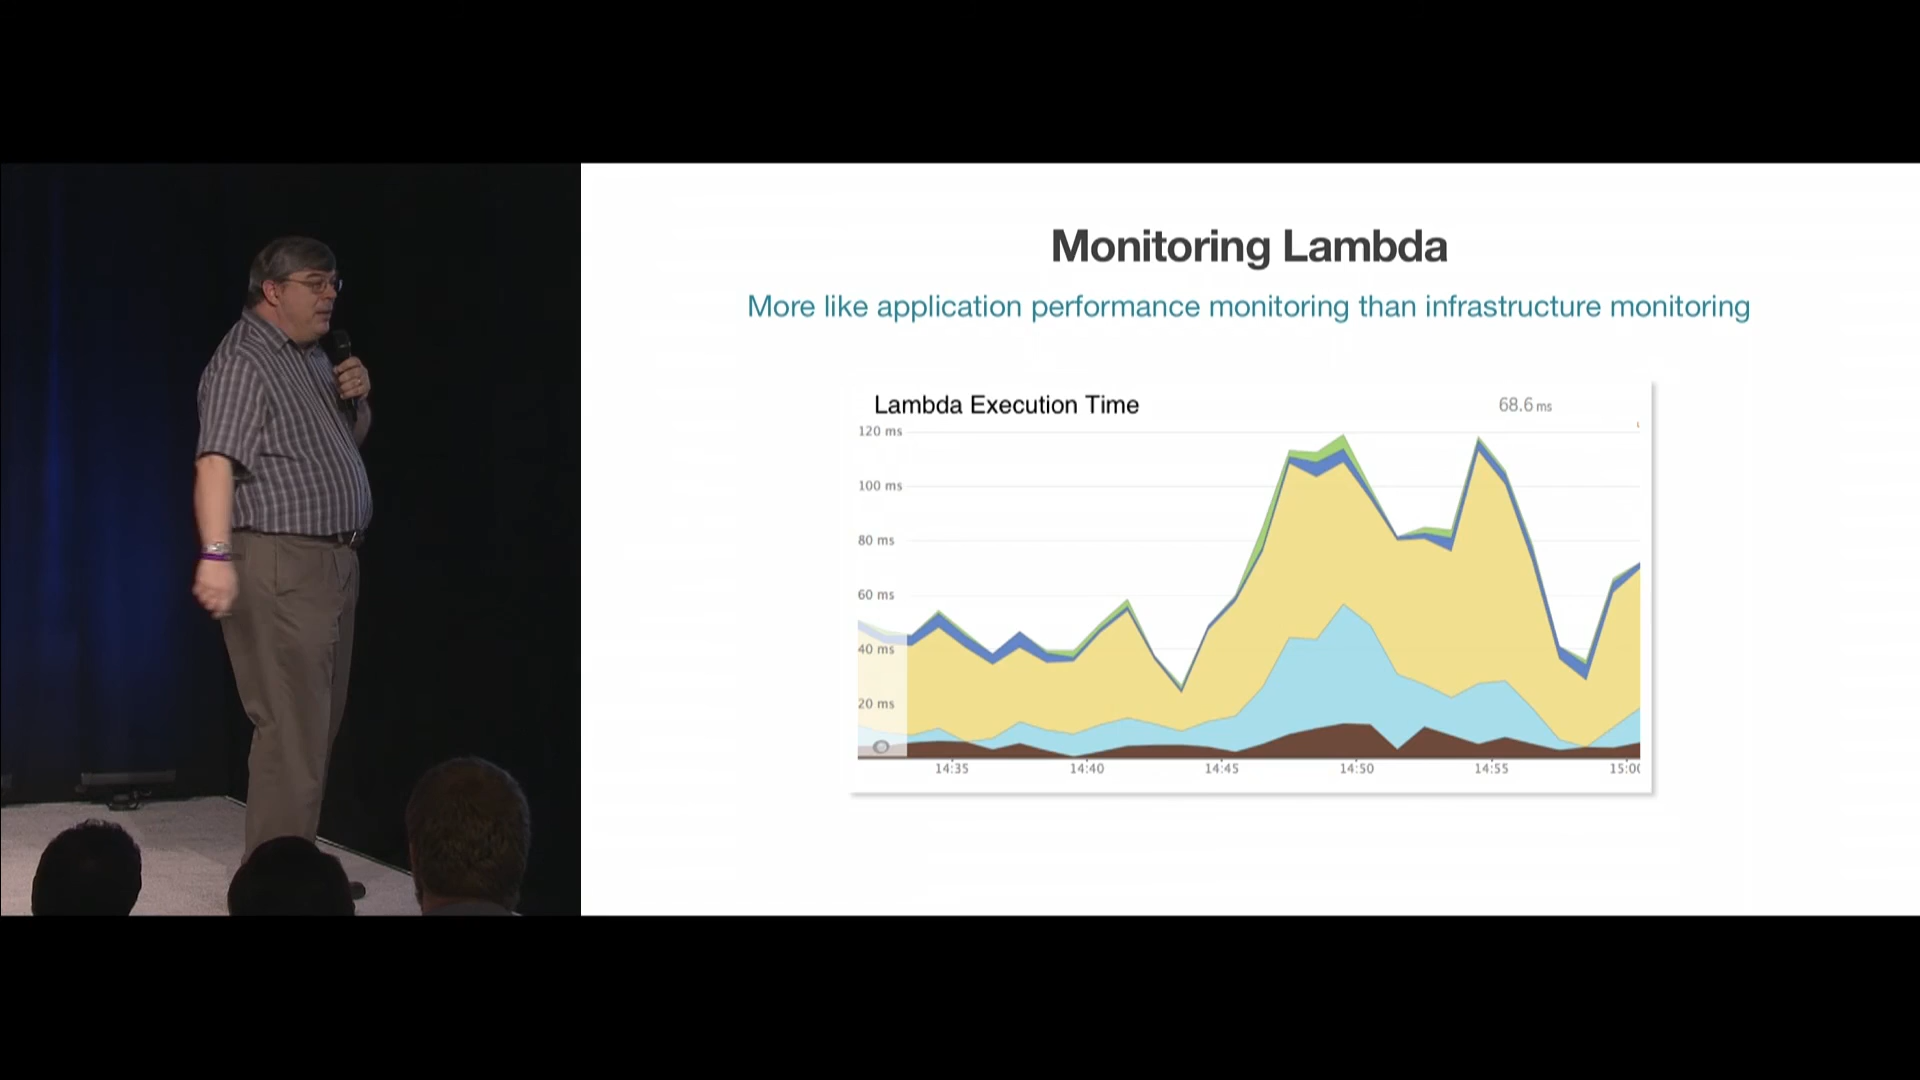 Monitoring Lambda
More like application performance monitoring than infrastructure monitoring
Lambda Execution Time
68.6 ms
120 ms
100 ms
80 ms
60 ms
40 ms
20 ms
14:35 14:40 14:45 14:50 14:55 15:00